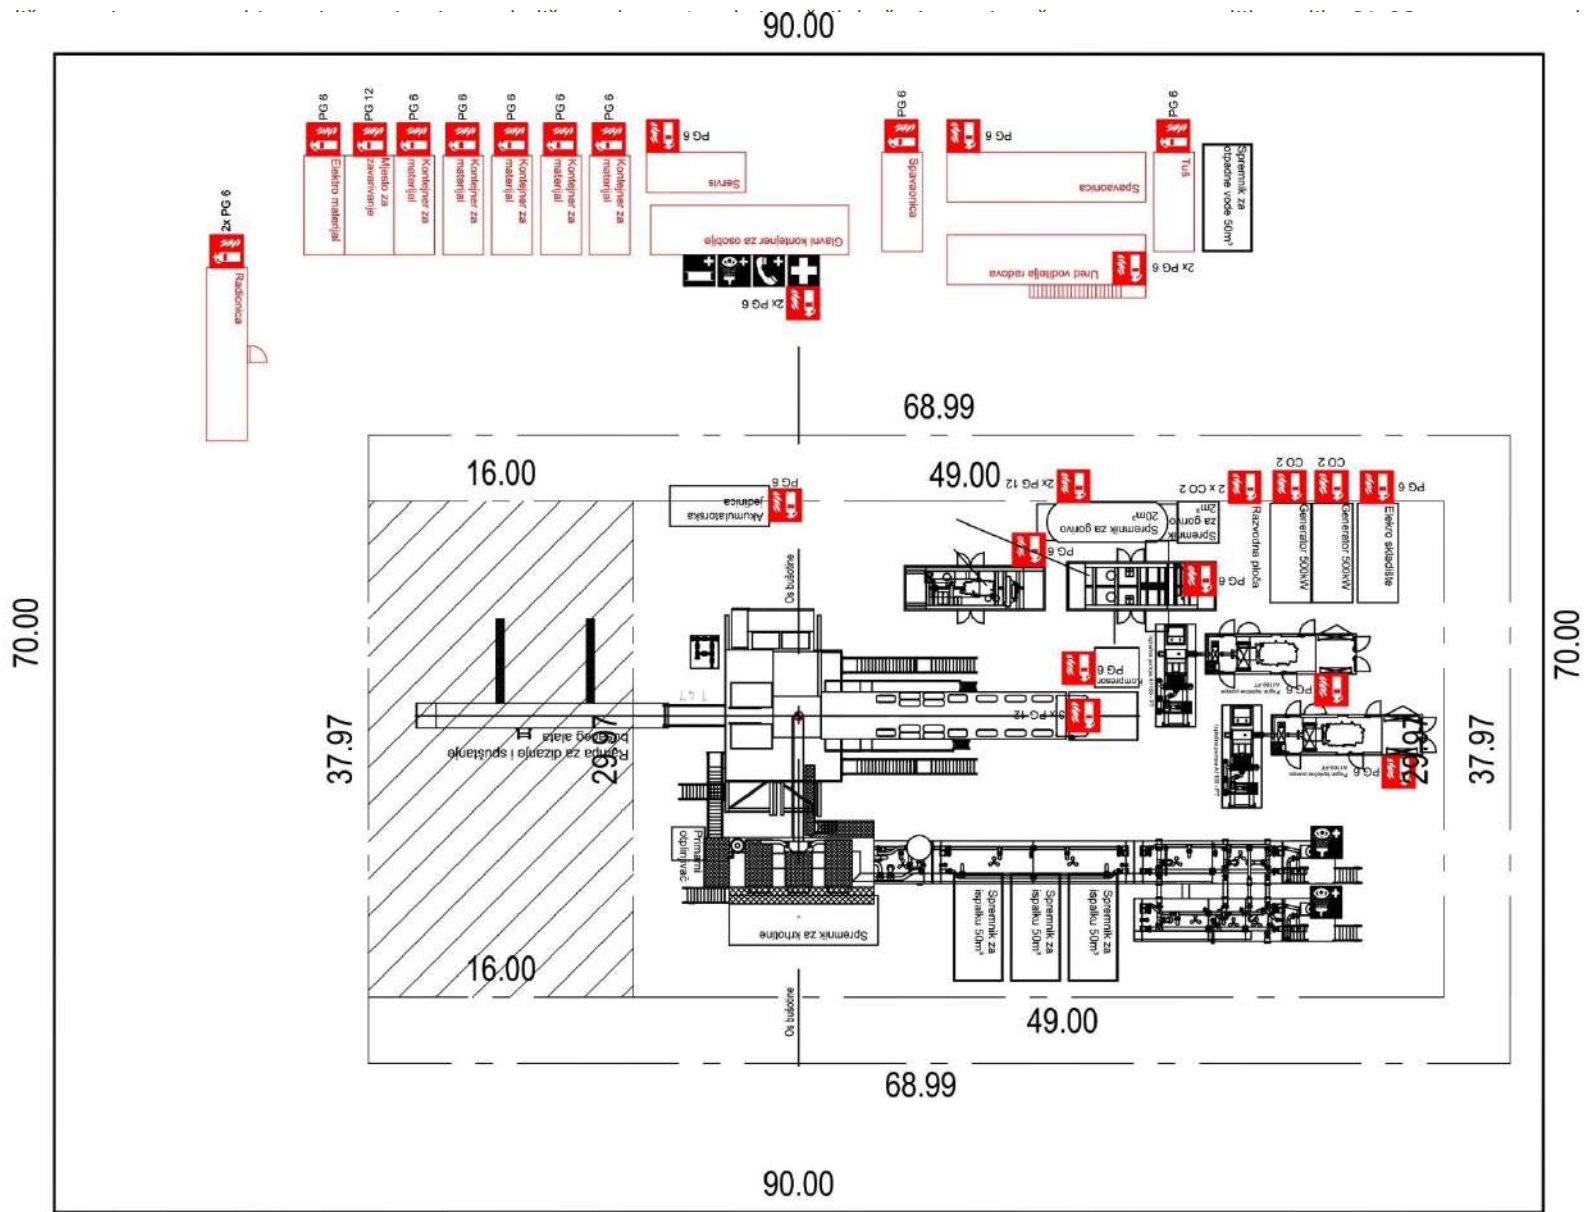 90.00
PG 6
PG 12
PG 6
PG 6
PG 6
PG 6
PG 6
PG 6
PG 6
PG 6
PG 6
Elektro materijal
Mjesto za
zavarivanje
Kontejner za
materijal
Kontejner za
materijal
Kontejner za
materijal
Kontejner za
materijal
Kontejner za
materijal
Servis
Spavaonica
Spavaonica
Tuš
Spremnik za
otpadne vode 50m³
2x PG 6
Radionica
Glavni kontejner za osoblje
2x PG 6
Ured voditelja radova
2x PG 6
68.99
16.00
49.00
Akumulatorska
jedinica
PG 6
2x PG 12
Spremnik za gorivo
20m³
Spremnik
za gorivo
2m³
2 x CO 2
Razvodna ploča
CO 2
Generator 500kW
CO 2
Generator 500kW
PG 6
Elekro skladište
PG 6
PG 6
Os bušotine
70.00
70.00
PG 6
Kompresor
PG 6
PG 6
37.97
29.97
Rampa za dizanje i spuštanje
bušaćeg alata
29.97
37.97
Primarni
otplinjivač
Spremnik za krhotine
Spremnik za
isplaku 50m³
Spremnik za
isplaku 50m³
Spremnik za
isplaku 50m³
16.00
Os bušotine
49.00
68.99
90.00